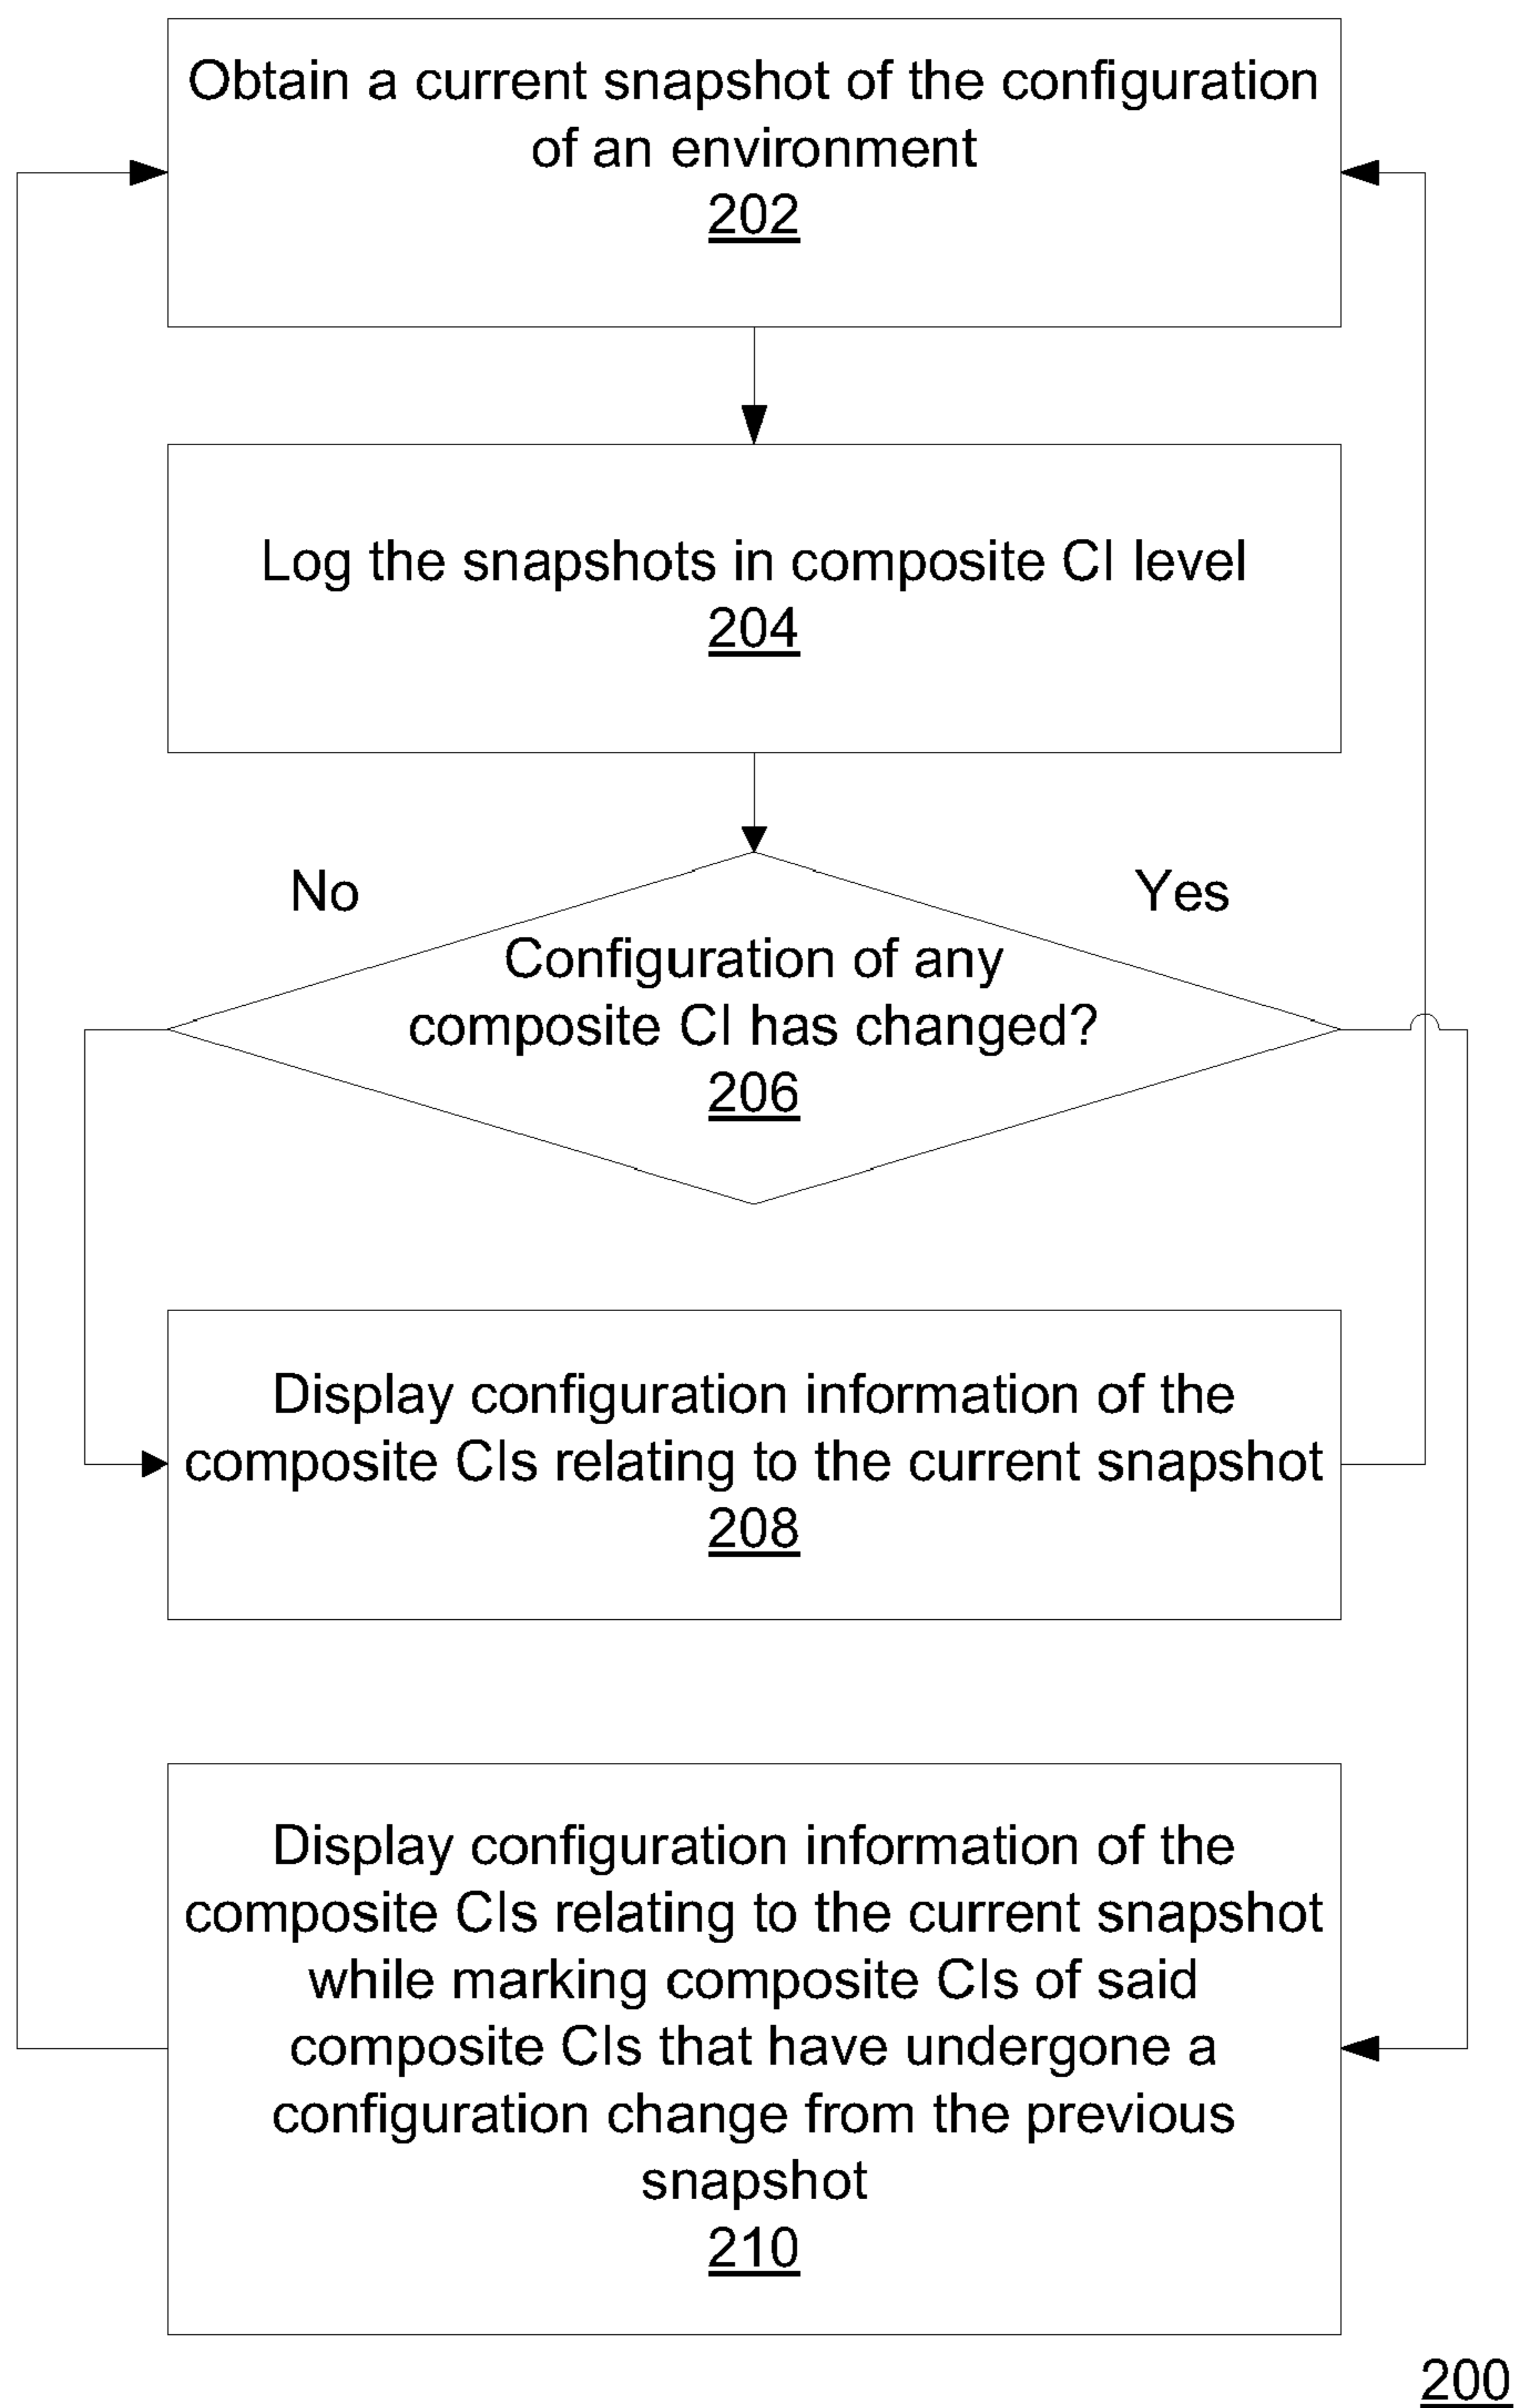 Obtain a current snapshot of the configuration
of an environment
202
Log the snapshots in composite CI level
204
No
Yes
Configuration of any
composite CI has changed?
206
Display configuration information of the
composite CIs relating to the current snapshot
208
Display configuration information of the
composite CIs relating to the current snapshot
while marking composite CIs of said
composite CIs that have undergone a
configuration change from the previous
snapshot
210
200